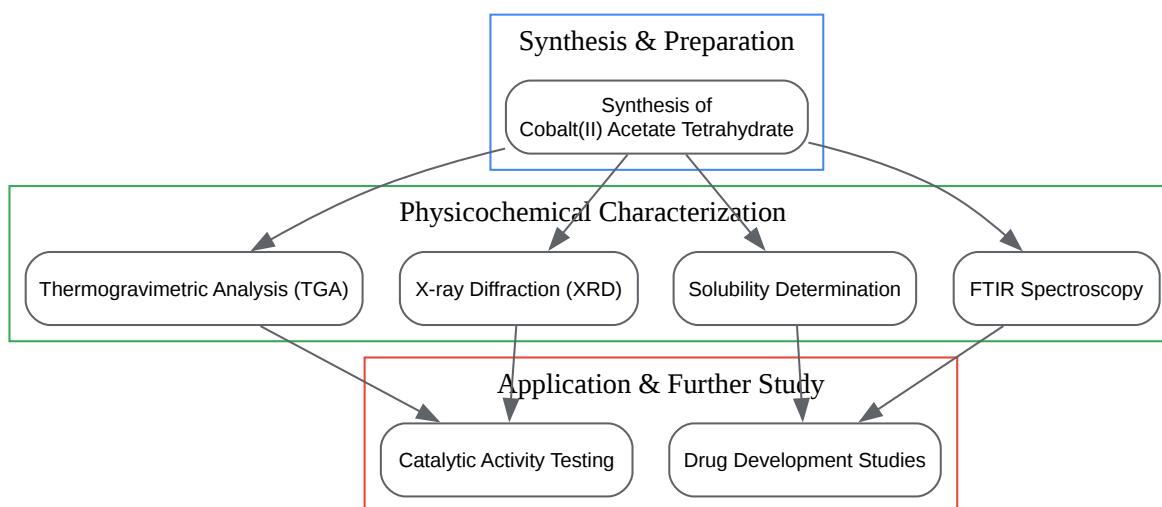 Synthesis & Preparation
Synthesis of
Cobalt(II) Acetate Tetrahydrate
Physicochemical Characterization
Thermogravimetric Analysis (TGA)
X-ray Diffraction (XRD)
Solubility Determination
FTIR Spectroscopy
Application & Further Study
Catalytic Activity Testing
Drug Development Studies